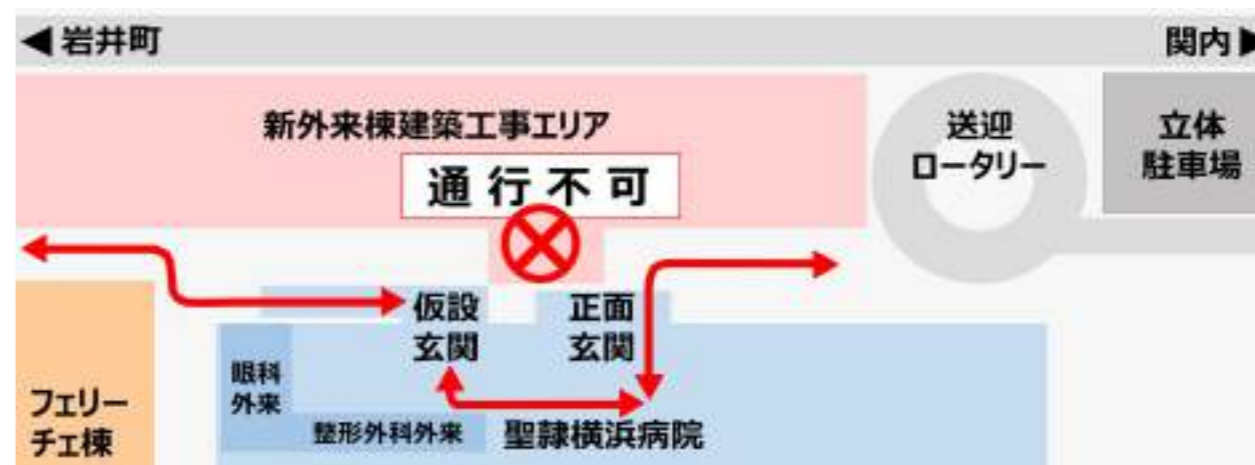 ◀岩井町
関内▶
新外来棟建築工事エリア
通行不可
送迎
ロータリー
立体
駐車場
仮設
玄関
正面
玄関
眼科
外来
整形外科外来
聖隷横浜病院
フェリー
チェ棟